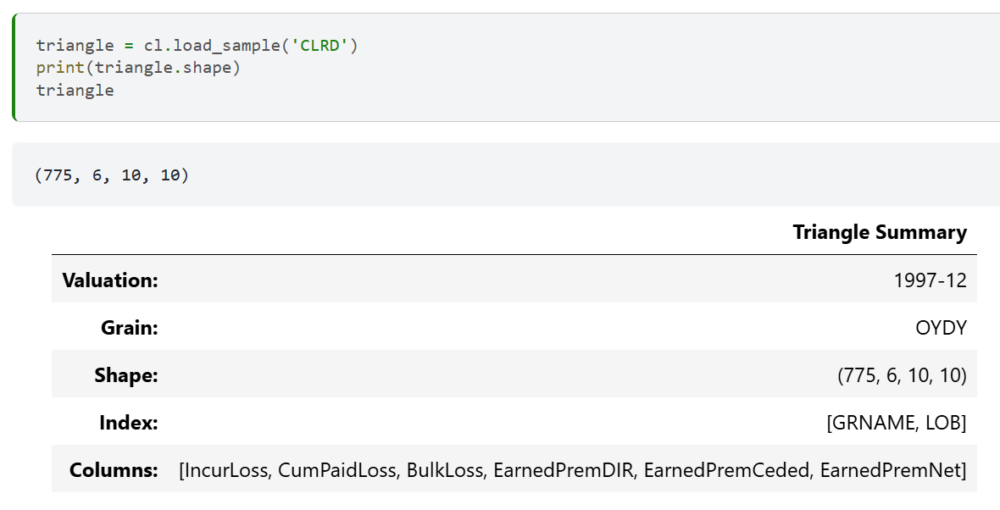 triangle = cl.load_sample('CLRD')
print(triangle.shape)
triangle
(775, 6, 10, 10)
Triangle Summary
Valuation: 1997-12
Grain: OYDY
Shape: (775, 6, 10, 10)
Index: [GRNAME, LOB]
Columns: [IncurLoss, CumPaidLoss, BulkLoss, EarnedPremDIR, EarnedPremCeded, EarnedPremNet]